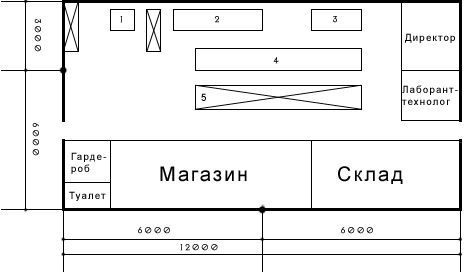 1
2
3
3000
Директор
4
5
Лаборант-
технолог
6000
Гарде-
роб
Магазин
Склад
Туалет
6000
6000
12000